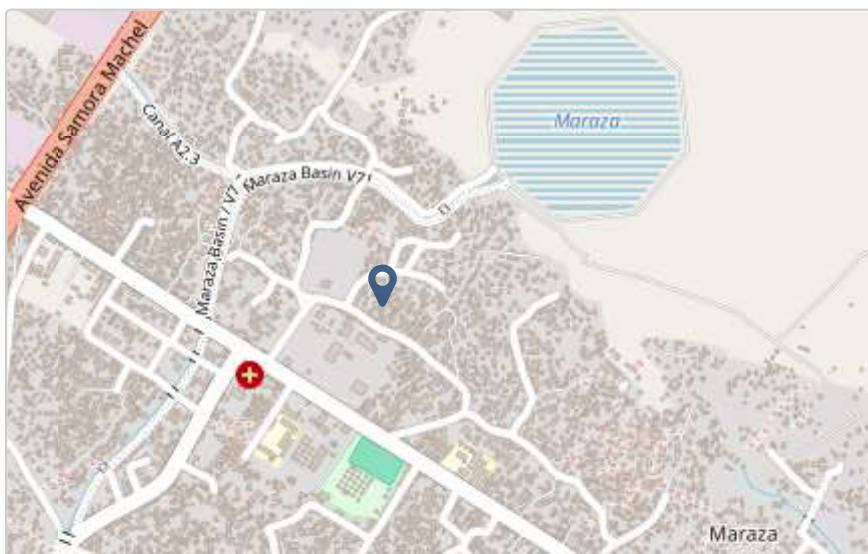 Avenida Samora Machel
Canal A2.3
Maraza
Maraza Basin V7
Maraza Basin / V7
Maraza